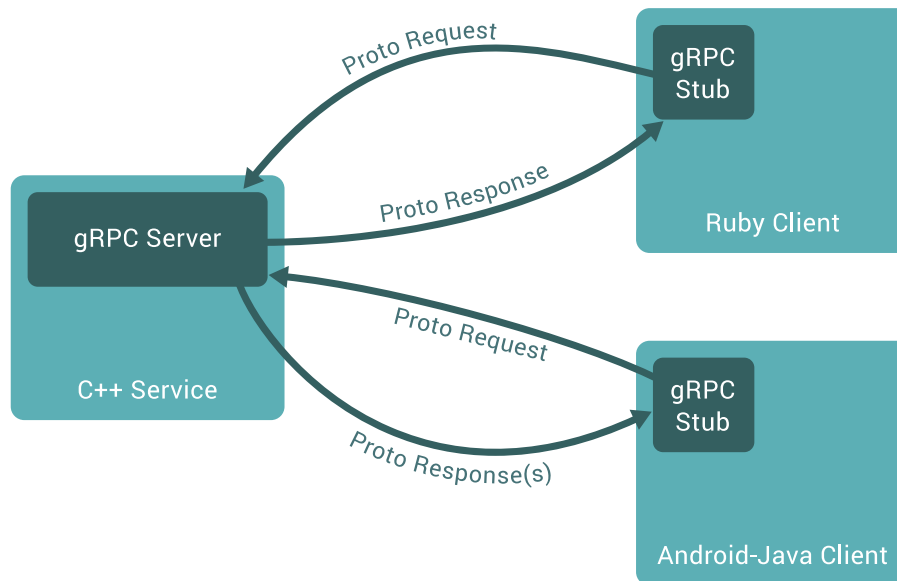 Proto Request
gRPC
Stub
Proto Response
Ruby Client
gRPC Server
C++ Service
Proto Request
gRPC
Stub
Proto Response(s)
Android-Java Client